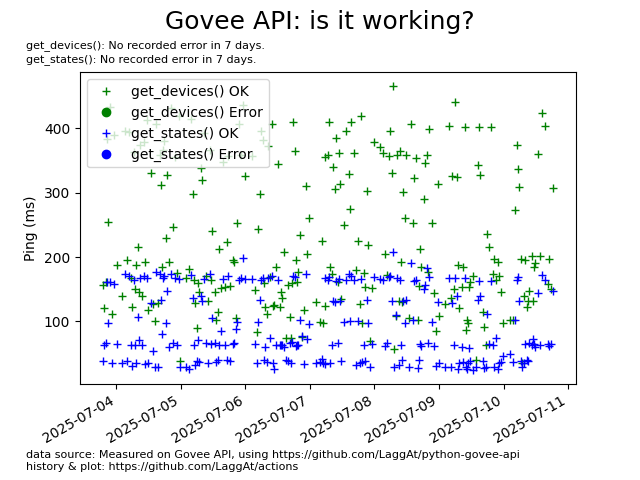 Govee API: is it working?
get_devices(): No recorded error in 7 days.
get_states(): No recorded error in 7 days.
get_devices() OK
get_devices() Error
get_states() OK
get_states() Error
Ping (ms)
400
300
200
100
2025-07-04
2025-07-05
2025-07-06
2025-07-07
2025-07-08
2025-07-09
2025-07-10
2025-07-11
data source: Measured on Govee API, using https://github.com/LaggAt/python-govee-api
history & plot: https://github.com/LaggAt/actions